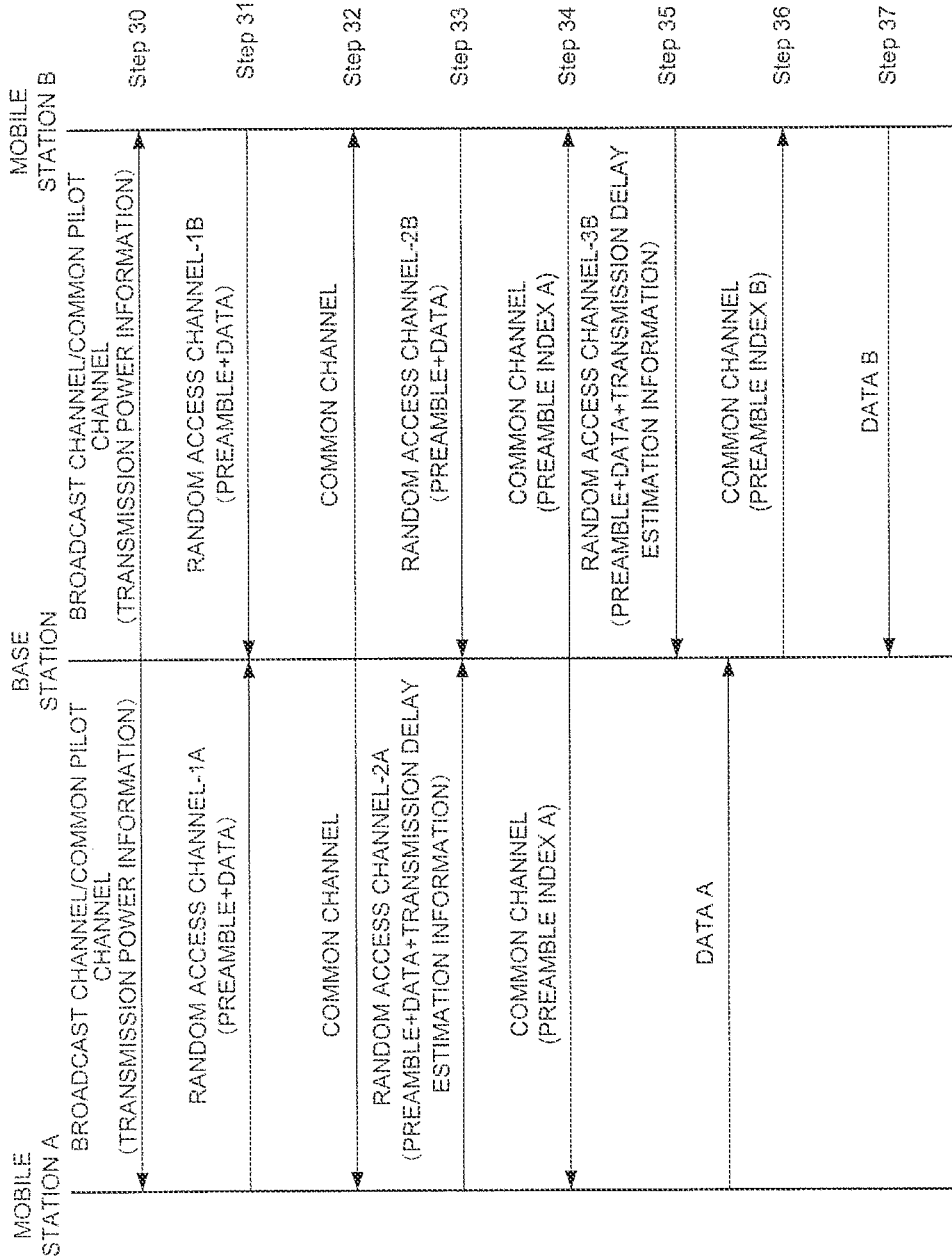 MOBILE
STATION A
BASE
STATION
MOBILE
STATION B
BROADCAST CHANNEL/COMMON PILOT
CHANNEL
(TRANSMISSION POWER INFORMATION)
BROADCAST CHANNEL/COMMON PILOT
CHANNEL
(TRANSMISSION POWER INFORMATION)
Step 30
RANDOM ACCESS CHANNEL-1A
(PREAMBLE+DATA)
RANDOM ACCESS CHANNEL-1B
(PREAMBLE+DATA)
Step 31
COMMON CHANNEL
COMMON CHANNEL
Step 32
RANDOM ACCESS CHANNEL-2A
(PREAMBLE+DATA+TRANSMISSION DELAY
ESTIMATION INFORMATION)
RANDOM ACCESS CHANNEL-2B
(PREAMBLE+DATA)
Step 33
COMMON CHANNEL
(PREAMBLE INDEX A)
COMMON CHANNEL
(PREAMBLE INDEX A)
Step 34
RANDOM ACCESS CHANNEL-3B
(PREAMBLE+DATA+TRANSMISSION DELAY
ESTIMATION INFORMATION)
Step 35
DATA A
COMMON CHANNEL
(PREAMBLE INDEX B)
Step 36
DATA B
Step 37